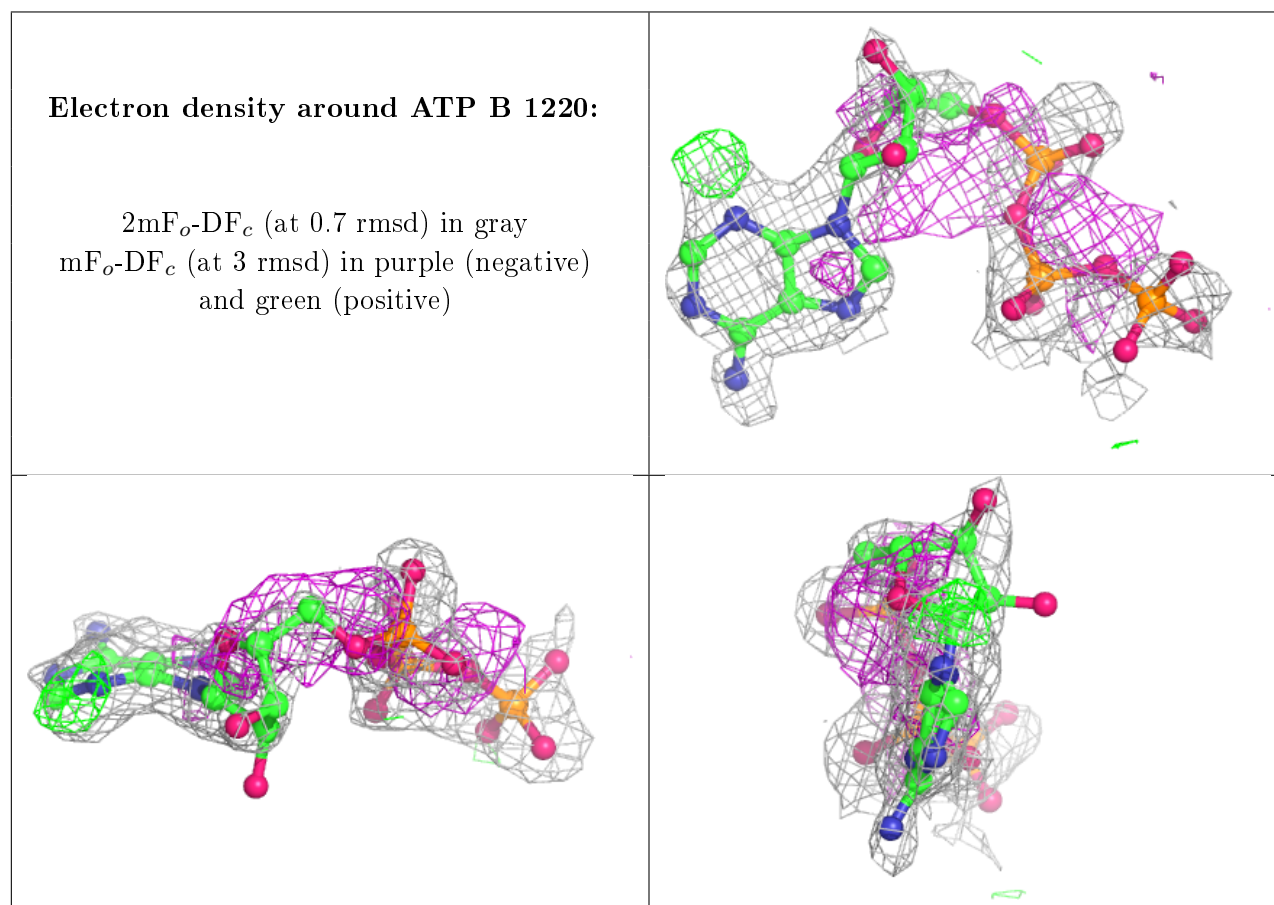 Electron density around ATP B 1220:
2mFo-DFc (at 0.7 rmsd) in gray
mFo-DFc (at 3 rmsd) in purple (negative)
and green (positive)